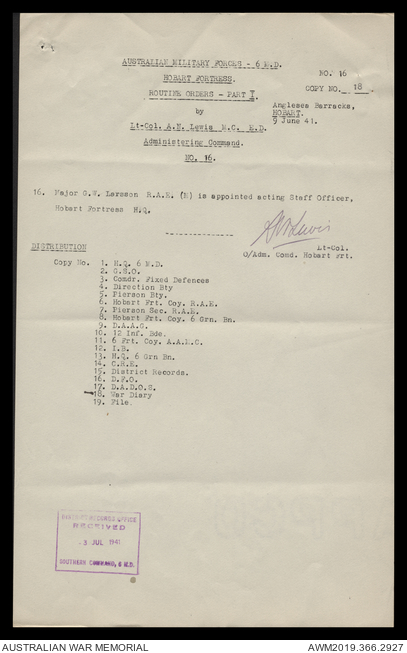 AUSTRALIAN MILITARY FORCES - 6 M.D.
HOBART FORTRESS.
NO. 16
ROUTINE ORDERS - PART I.
COPY NO. 18.
by
Anglesea Barracks,
HOBART.
9 June 41.
Lt-Col. A.N. Lewis M.C. E.D.
Administering Command.
NO. 16.
16. Major G.W. Larsson R.A.E. (M) is appointed acting Staff Officer,
Hobart Fortress H.Q.
Lt-Col.
O/Adm. Comd. Hobart Frt.
DISTRIBUTION
Copy No. 1. H.Q. 6 M.D.
2. G.S.O.
3. Comdr. Fixed Defences
4. Direction Bty
5. Pierson Bty.
6. Hobart Frt. Coy. R.A.E.
7. Pierson Sec. R.A.E.
8. Hobart Frt. Coy. 6 Grn. Bn.
9. D.A.A.G.
10. 12 Inf. Bde.
11. 6 Frt. Coy. A.A.M.C.
12. I.B.
13. H.Q. 6 Grn Bn.
14. C.R.E.
15. District Records.
16. D.F.O.
17. D.A.D.O.S.
18. War Diary
19. File.
RECORDS OFFICE
RECEIVED
-3 JUL 1941
SOUTHERN COMMAND, 6 M.D.
AUSTRALIAN WAR MEMORIAL
AWM2019.366.2927